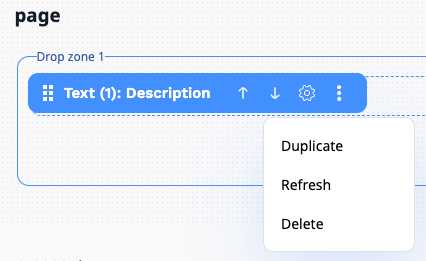 page
Drop zone 1
Text (1): Description
Duplicate
Refresh
Delete